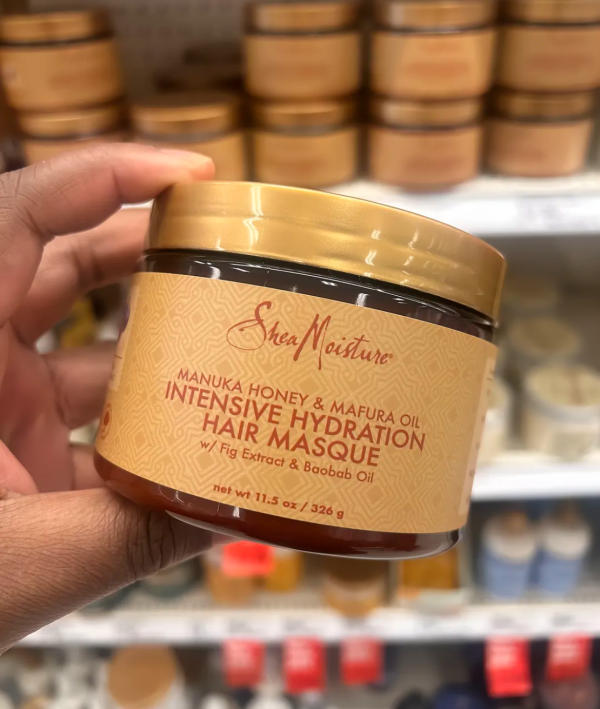 SheaMoisture®
MANUKA HONEY & MAFURA OIL
INTENSIVE HYDRATION
HAIR MASQUE
w/ Fig Extract & Baobab Oil
net wt 11.5 oz / 326 g